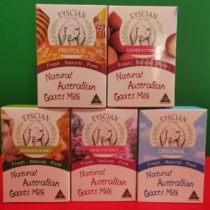 EYSCIAN
PROPOLIS
Fresh · Natural · Pure
Natural
Australian
Goats Milk
EYSCIAN
LYCHEE EXTRACT
Fresh · Natural · Pure
Natural
Australian
Goats Milk
EYSCIAN
MANUKA HONEY
Fresh · Natural · Pure
Natural
Australian
Goats Milk
EYSCIAN
ROSE EXTRACT
Fresh · Natural · Pure
Natural
Australian
Goats Milk
EYSCIAN
ORIGINAL
Fresh · Natural · Pure
Natural
Australian
Goats Milk